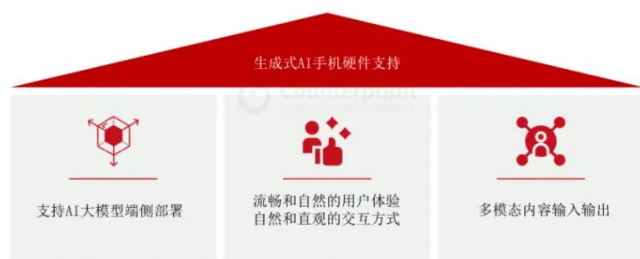 生成式AI手机硬件支持
Counterpoint
支持AI大模型端侧部署
流畅和自然的用户体验
自然和直观的交互方式
多模态内容输入输出